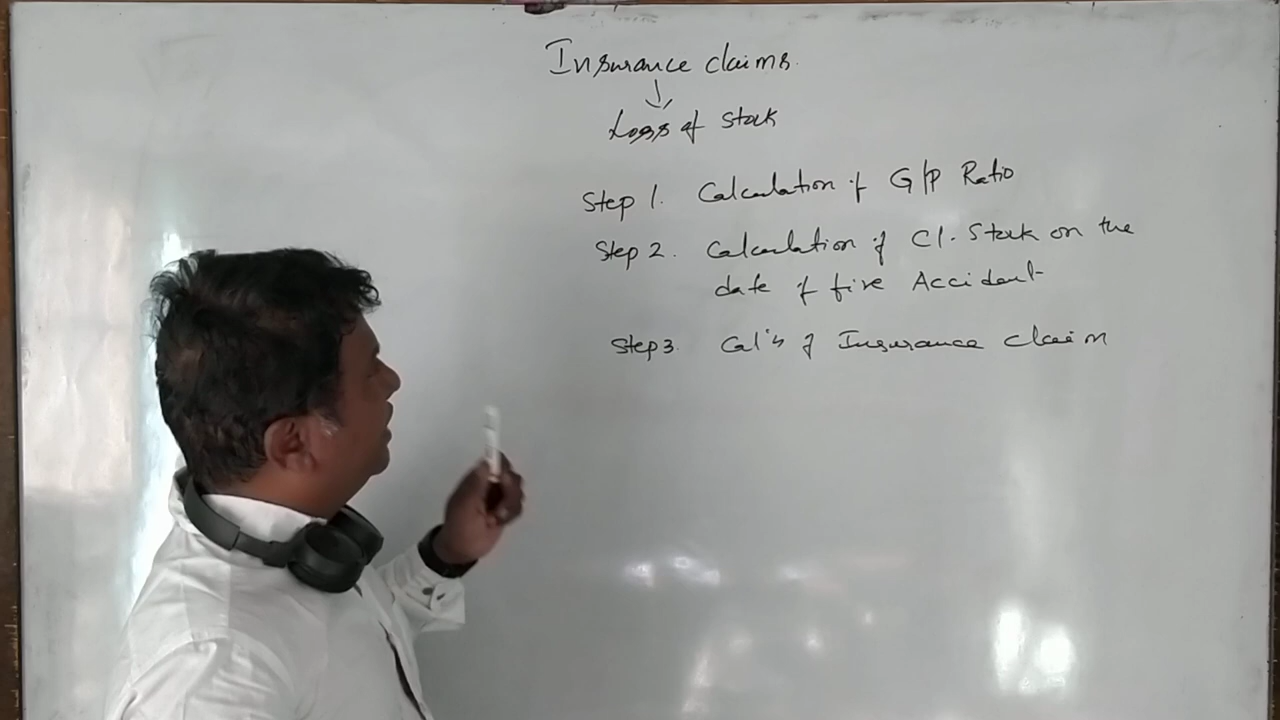 Insurance claims.
Loss of Stock
Step 1. Calculation of G/P Ratio
Step 2. Calculation of Cl. Stock on the
date of fire Accident
Step 3. Cal'n of Insurance claim